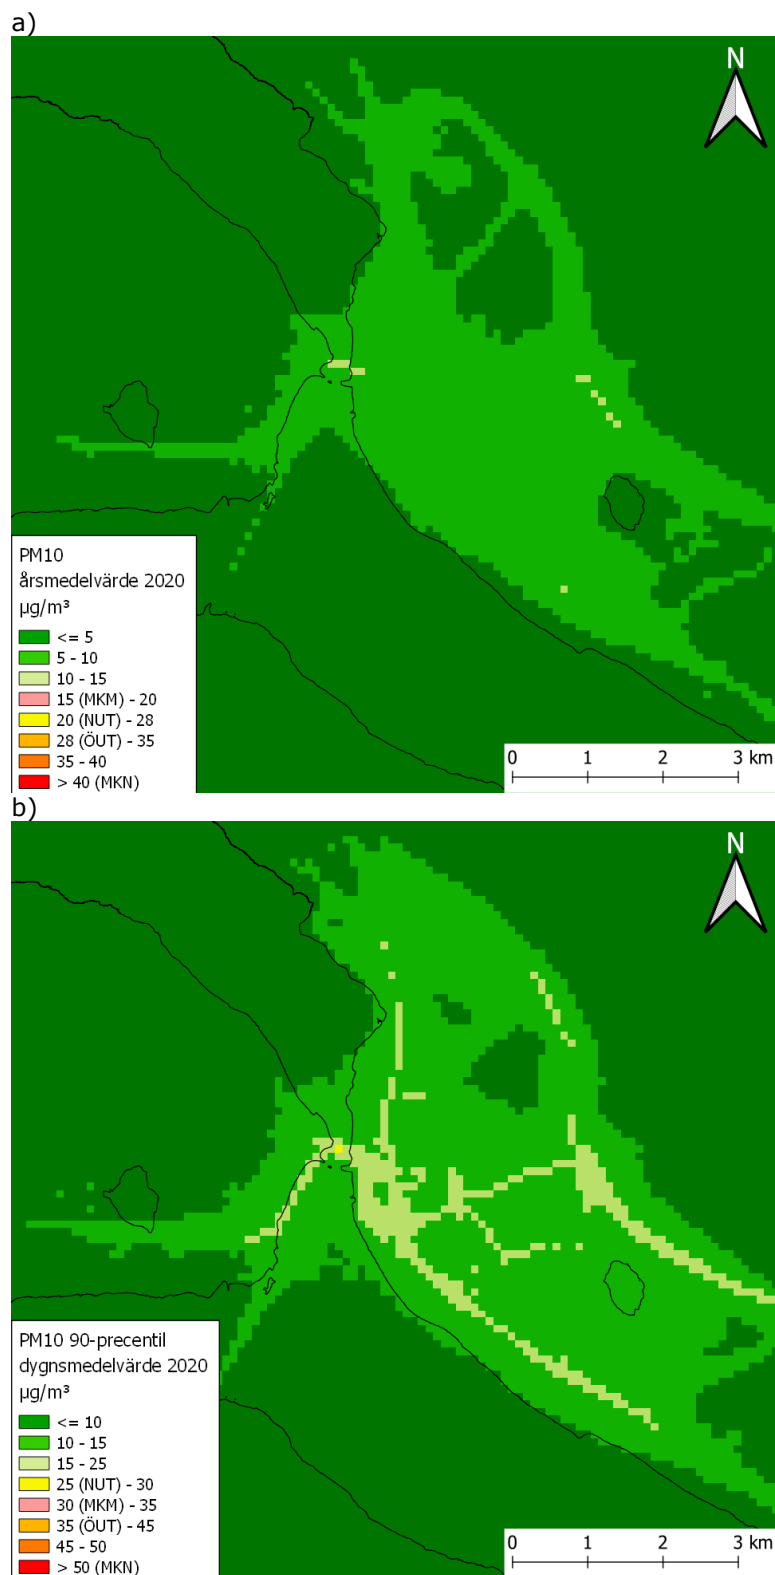 a)
N
PM10
årsmedelvärde 2020
µg/m³
<= 5
5 - 10
10 - 15
15 (MKM) - 20
20 (NUT) - 28
28 (ÖUT) - 35
35 - 40
> 40 (MKN)
0 1 2 3 km
b)
N
PM10 90-precentil
dygnsmedelvärde 2020
µg/m³
<= 10
10 - 15
15 - 25
25 (NUT) - 30
30 (MKM) - 35
35 (ÖUT) - 45
45 - 50
> 50 (MKN)
0 1 2 3 km